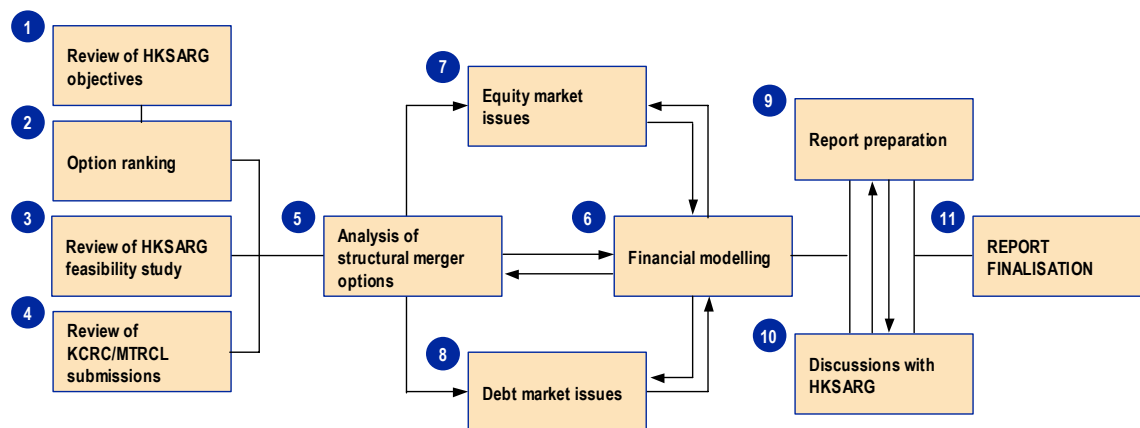 1
Review of HKSARG
objectives
2
Option ranking
3
Review of HKSARG
feasibility study
4
Review of
KCRC/MTRCL
submissions
5
Analysis of
structural merger
options
7
Equity market
issues
6
Financial modelling
8
Debt market issues
9
Report preparation
10
Discussions with
HKSARG
11
REPORT
FINALISATION